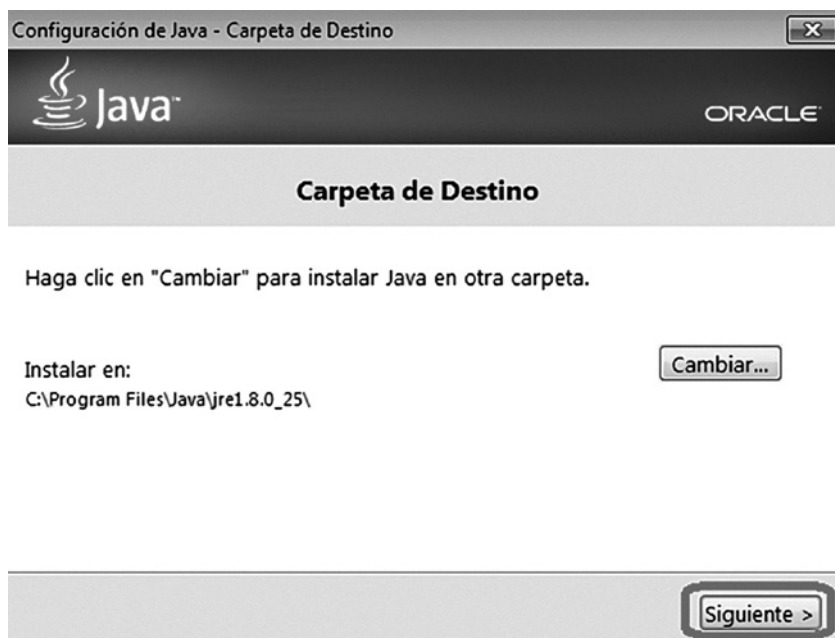 Configuración de Java - Carpeta de Destino
Java™
ORACLE
Carpeta de Destino
Haga clic en "Cambiar" para instalar Java en otra carpeta.
Cambiar...
Instalar en:
C:\Program Files\Java\jre1.8.0_25\
Siguiente >